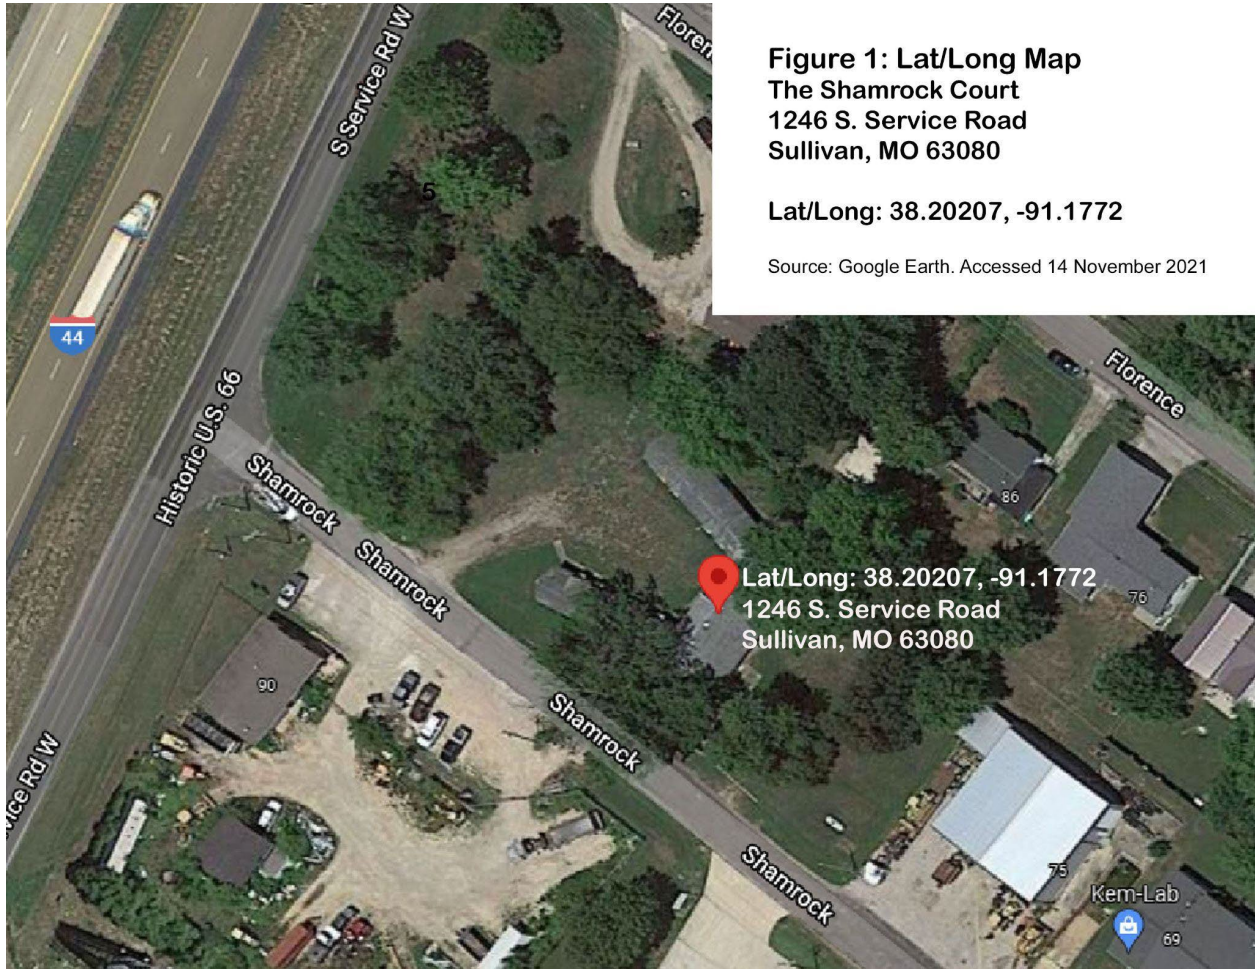 Figure 1: Lat/Long Map
The Shamrock Court
1246 S. Service Road
Sullivan, MO 63080
Lat/Long: 38.20207, -91.1772
Source: Google Earth. Accessed 14 November 2021
Floren
S Service Rd W
5
44
Florence
Historic U.S. 66
Shamrock
Shamrock
86
Lat/Long: 38.20207, -91.1772
1246 S. Service Road
Sullivan, MO 63080
76
90
Shamrock
vice Rd W
Shamrock
75
Kem-Lab
69